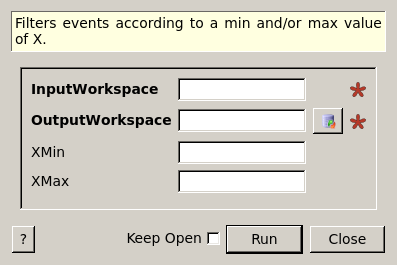 Filters events according to a min and/or max value
of X.
InputWorkspace
OutputWorkspace
XMin
XMax
? Keep Open Run Close